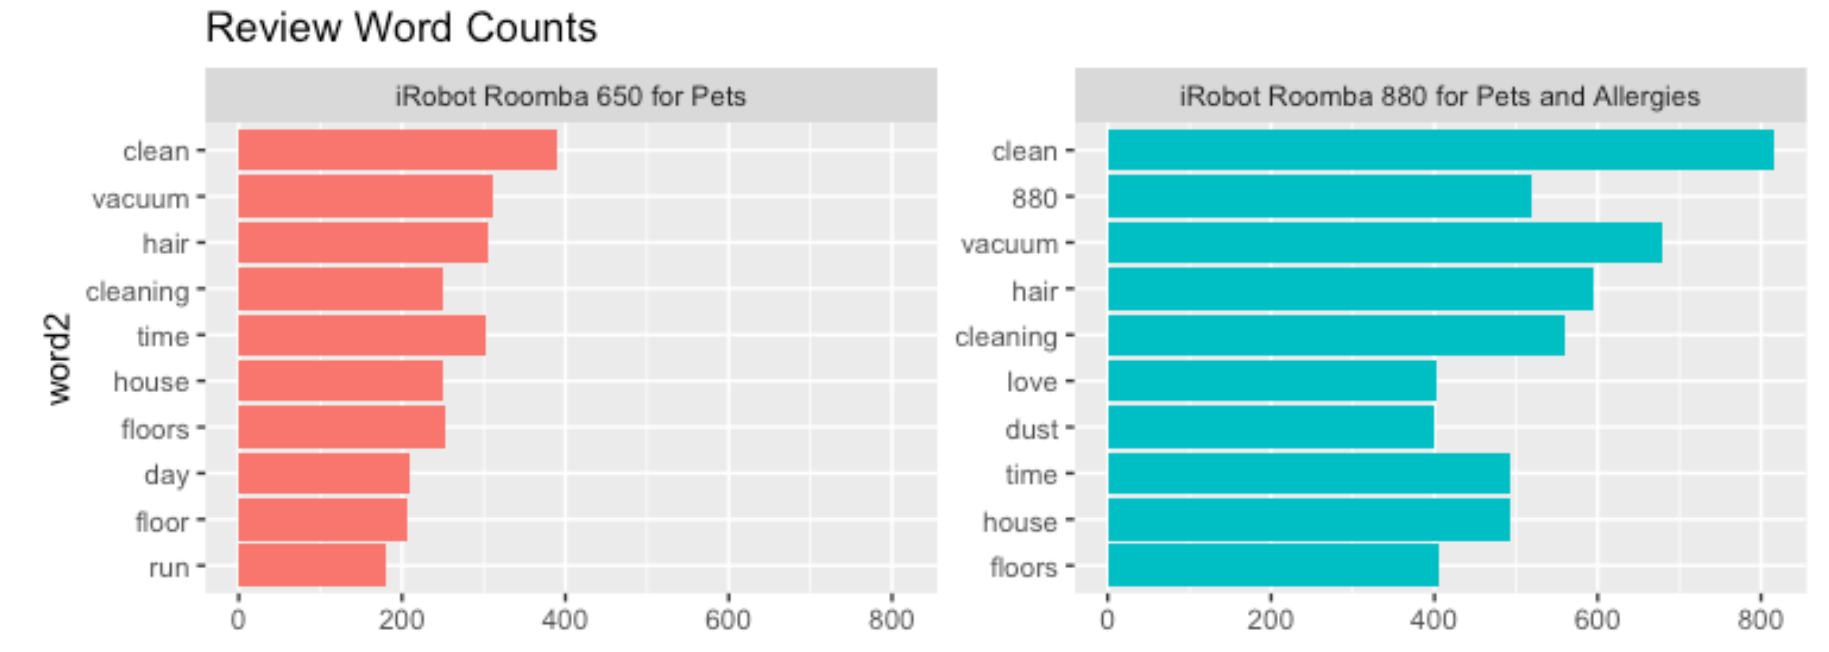 Review Word Counts
iRobot Roomba 650 for Pets
clean
vacuum
hair
cleaning
time
house
floors
day
floor
run
word2
0 200 400 600 800
iRobot Roomba 880 for Pets and Allergies
clean
880
vacuum
hair
cleaning
love
dust
time
house
floors
0 200 400 600 800